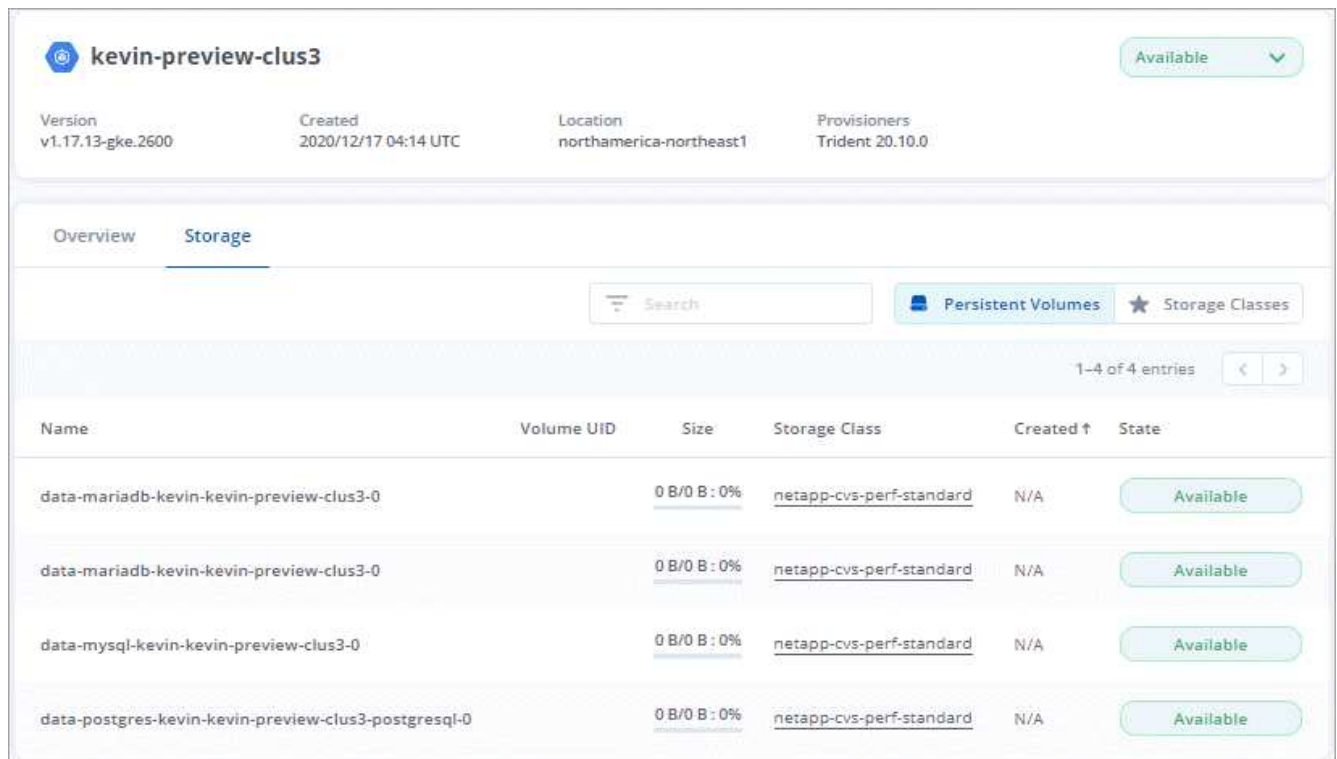 kevin-preview-clus3
Available
Version Created Location Provisioners
v1.17.13-gke.2600 2020/12/17 04:14 UTC northamerica-northeast1 Trident 20.10.0
Overview Storage
Search Persistent Volumes Storage Classes
1–4 of 4 entries
Name Volume UID Size Storage Class Created ↑ State
data-mariadb-kevin-kevin-preview-clus3-0 0 B/0 B : 0% netapp-cvs-perf-standard N/A Available
data-mariadb-kevin-kevin-preview-clus3-0 0 B/0 B : 0% netapp-cvs-perf-standard N/A Available
data-mysql-kevin-kevin-preview-clus3-0 0 B/0 B : 0% netapp-cvs-perf-standard N/A Available
data-postgres-kevin-kevin-preview-clus3-postgresql-0 0 B/0 B : 0% netapp-cvs-perf-standard N/A Available